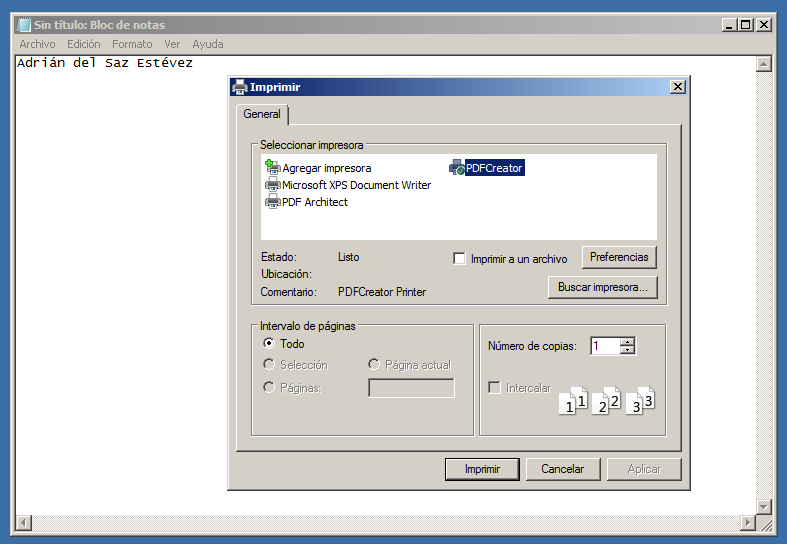 Sin título: Bloc de notas
Archivo Edición Formato Ver Ayuda
Adrián del Saz Estévez
Imprimir
General
Seleccionar impresora
Agregar impresora PDFCreator
Microsoft XPS Document Writer
PDF Architect
Estado: Listo Imprimir a un archivo Preferencias
Ubicación:
Comentario: PDFCreator Printer Buscar impresora...
Intervalo de páginas
Todo Número de copias: 1
Selección Página actual
Páginas: Intercalar 1 1 2 2 3 3
Imprimir Cancelar Aplicar